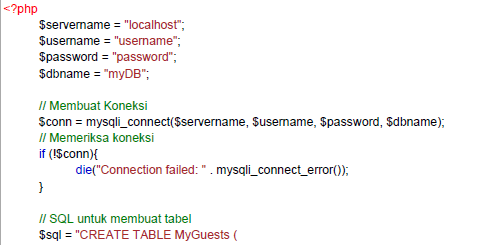 <?php
$servername = "localhost";
$username = "username";
$password = "password";
$dbname = "myDB";
// Membuat Koneksi
$conn = mysqli_connect($servername, $username, $password, $dbname);
// Memeriksa koneksi
if (!$conn){
die("Connection failed: " . mysqli_connect_error());
}
// SQL untuk membuat tabel
$sql = "CREATE TABLE MyGuests (